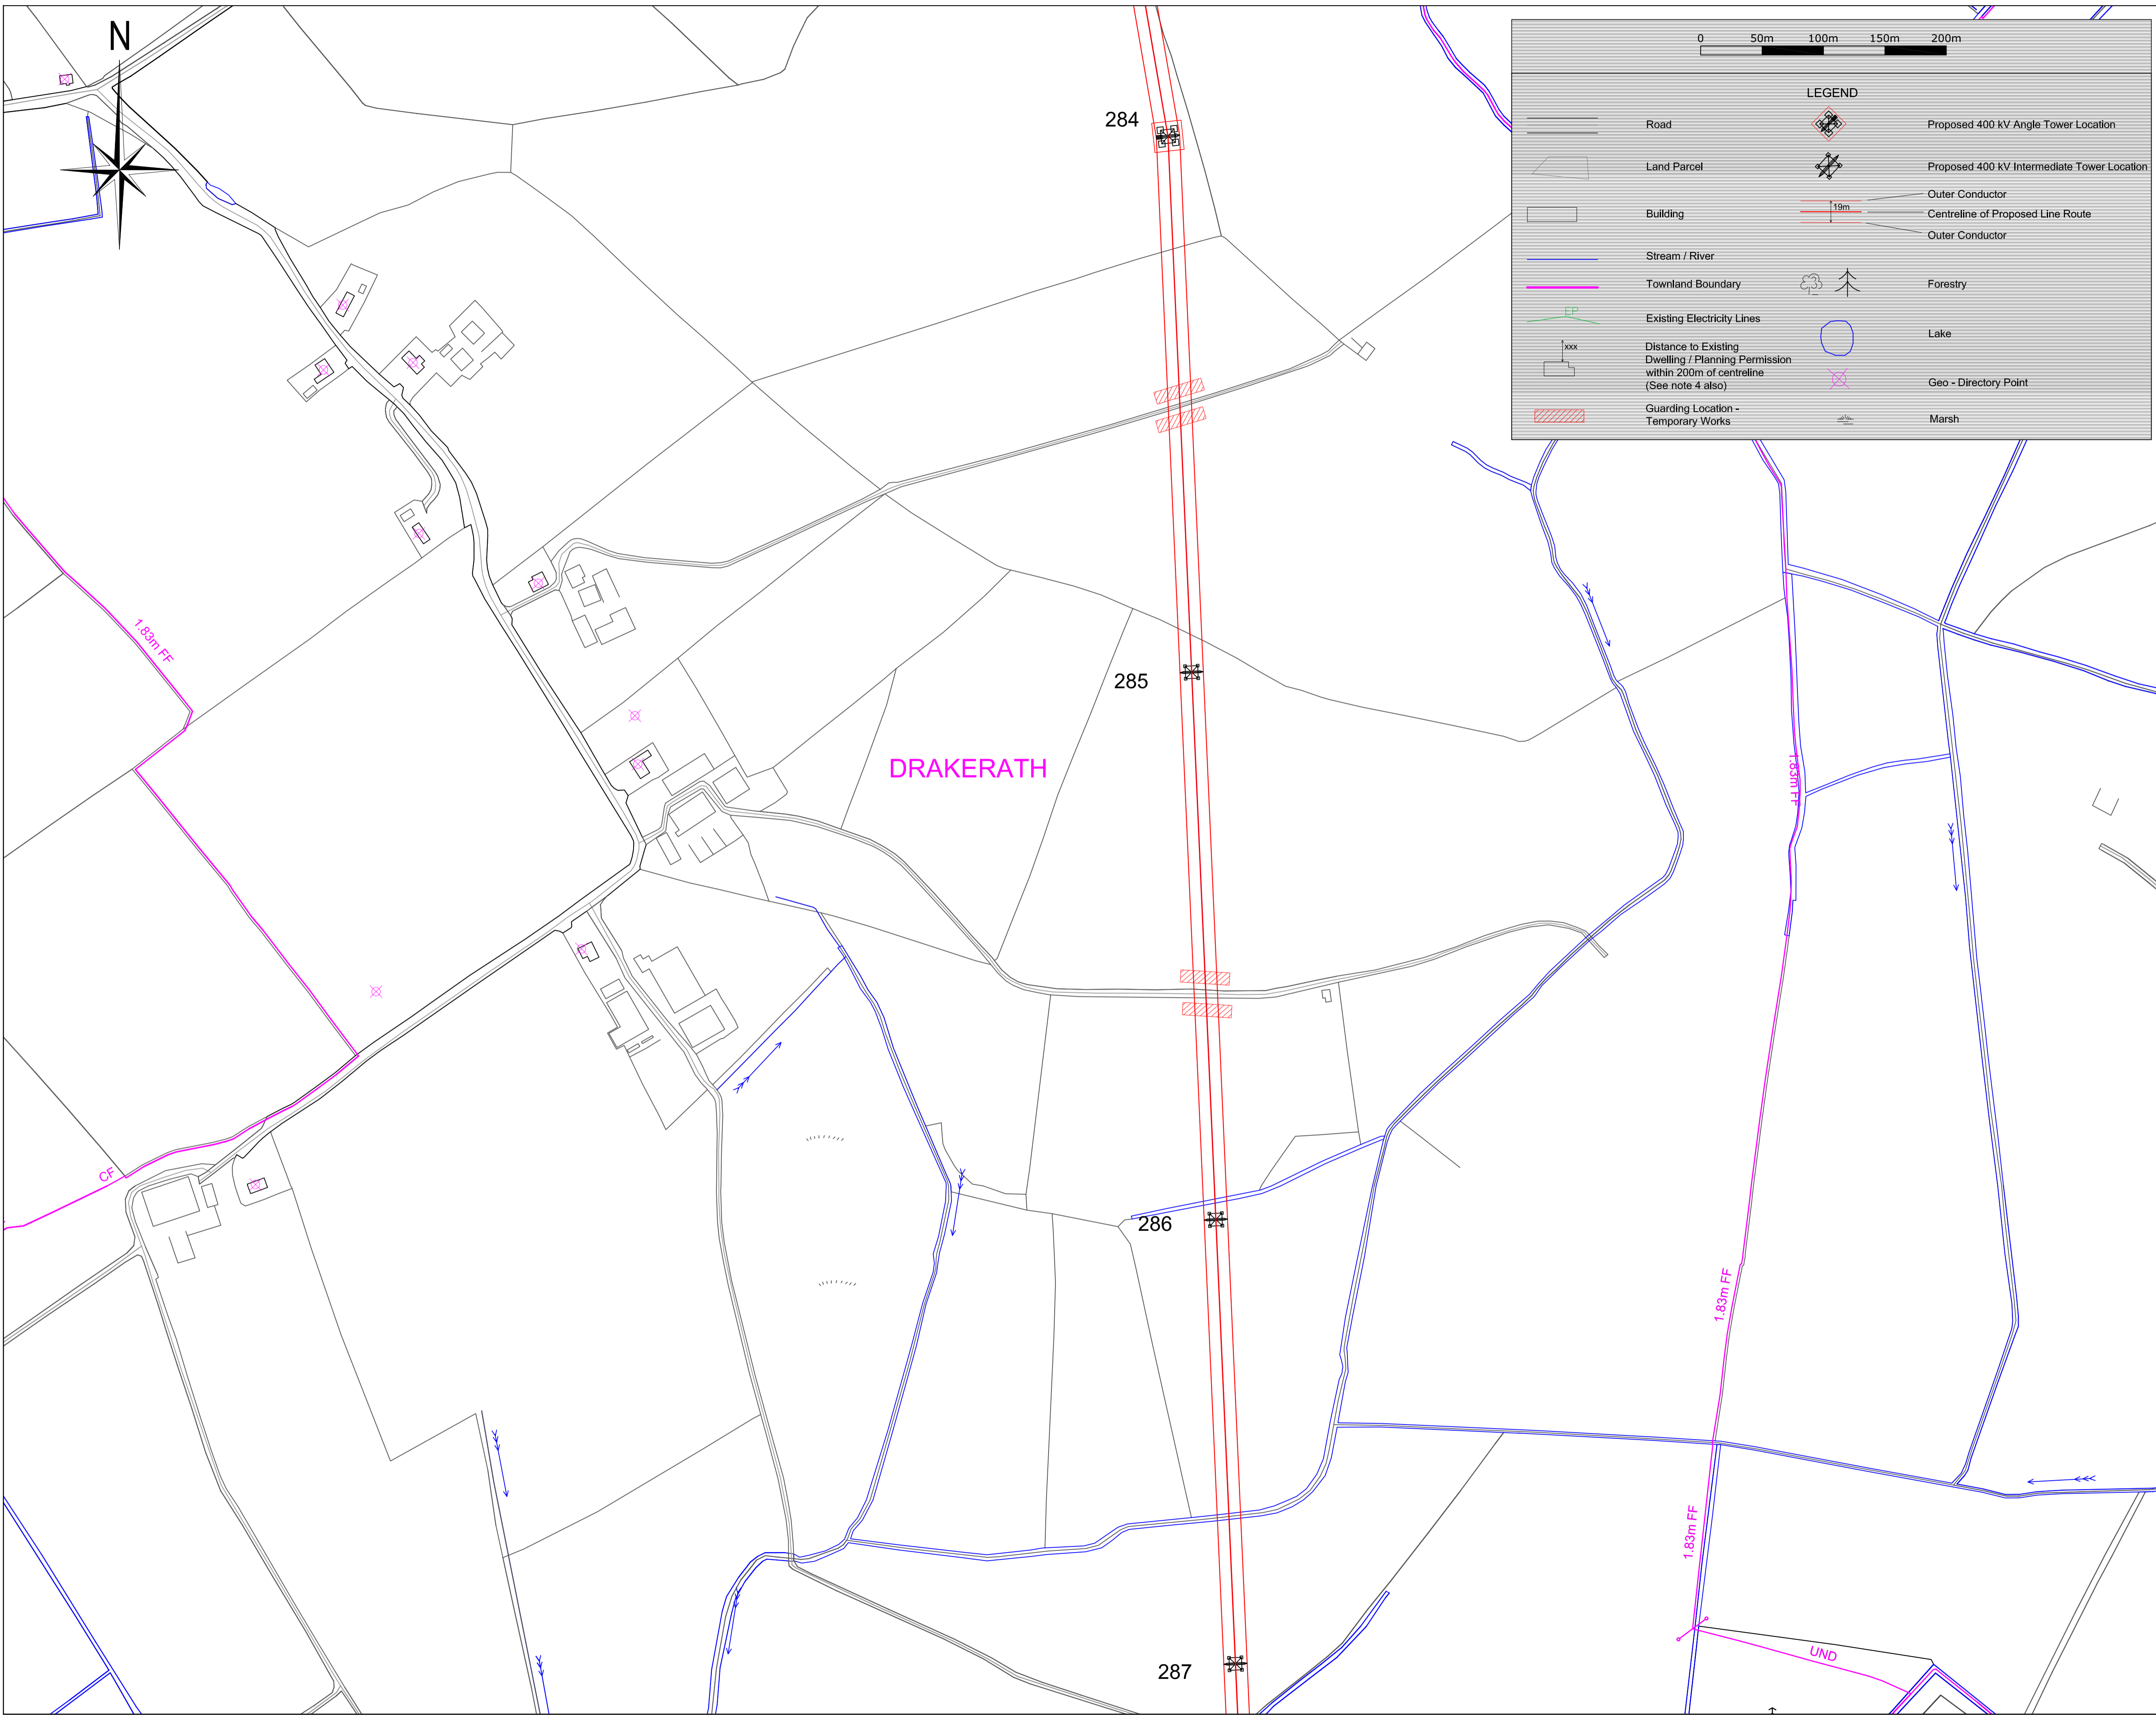 N
0 50m 100m 150m 200m
LEGEND
Road
Proposed 400 kV Angle Tower Location
Land Parcel
Proposed 400 kV Intermediate Tower Location
Outer Conductor
19m
Building
Centreline of Proposed Line Route
Outer Conductor
Stream / River
Townland Boundary
Forestry
EP
Existing Electricity Lines
Lake
xxx
Distance to Existing
Dwelling / Planning Permission
within 200m of centreline
(See note 4 also)
Geo - Directory Point
Guarding Location -
Temporary Works
Marsh
284
1.83m FF
285
DRAKERATH
1.83m FF
CF
286
1.83m FF
1.83m FF
287
UND